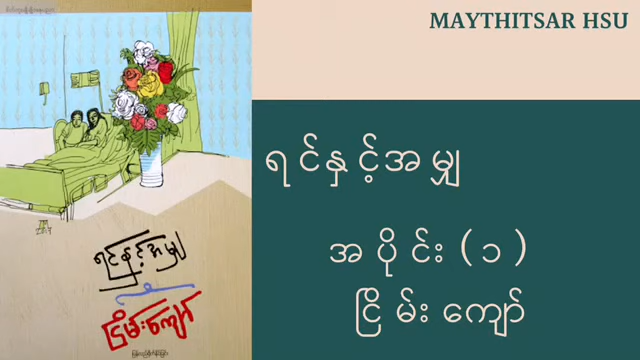 MAYTHITSAR HSU
ရင်နှင့်အမျှ
အပိုင်း (၁)
ငြိမ်းကျော်
ရင်နှင့်အမျှ
ငြိမ်းကျော်